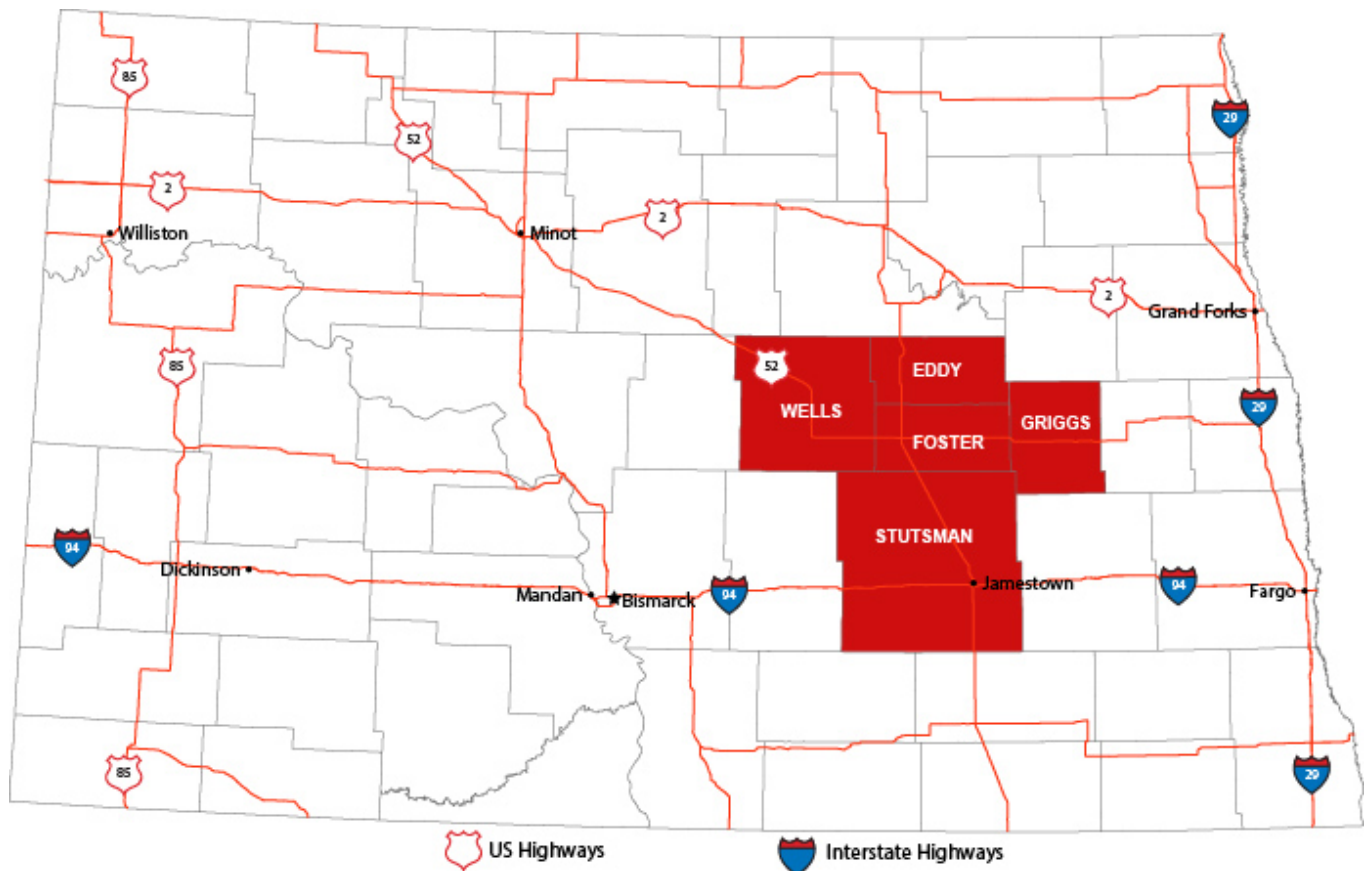 85
29
52
2
Williston
Minot
2
2
Grand Forks
85
52
EDDY
WELLS
GRIGGS
29
FOSTER
STUTSMAN
94
Dickinson
Mandan
Bismarck
94
Jamestown
94
Fargo
85
29
US Highways
Interstate Highways